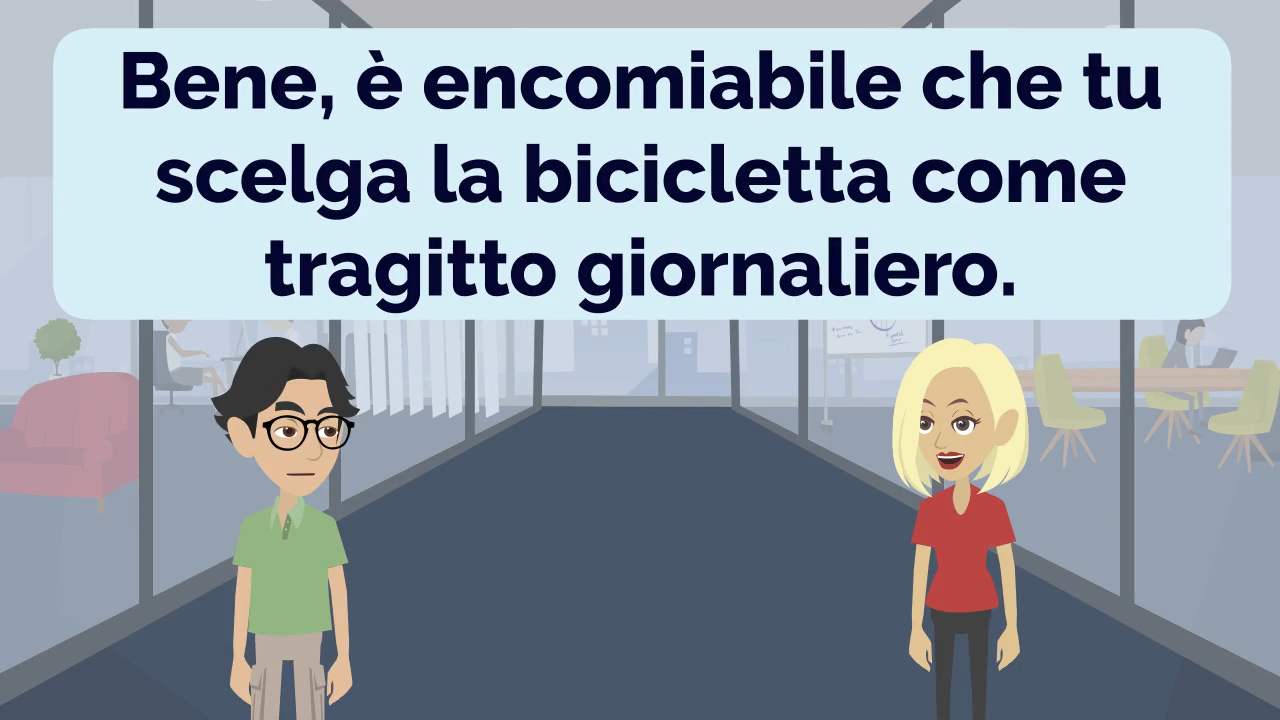 Bene, è encomiabile che tu
scelga la bicicletta come
tragitto giornaliero.